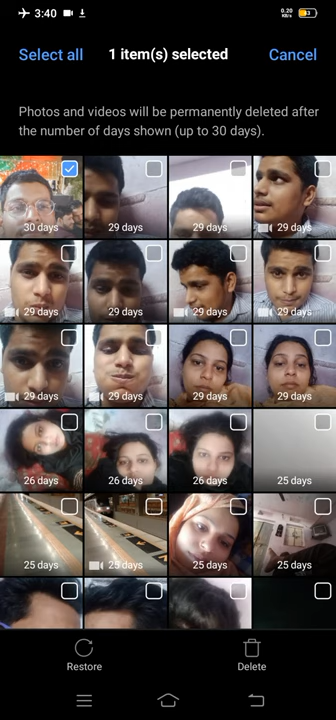 3:40
0.20
KB/s
Select all
1 item(s) selected
Cancel
Photos and videos will be permanently deleted after
the number of days shown (up to 30 days).
30 days
29 days
29 days
29 days
29 days
29 days
29 days
29 days
29 days
29 days
29 days
29 days
26 days
26 days
26 days
25 days
25 days
25 days
25 days
25 days
Restore
Delete